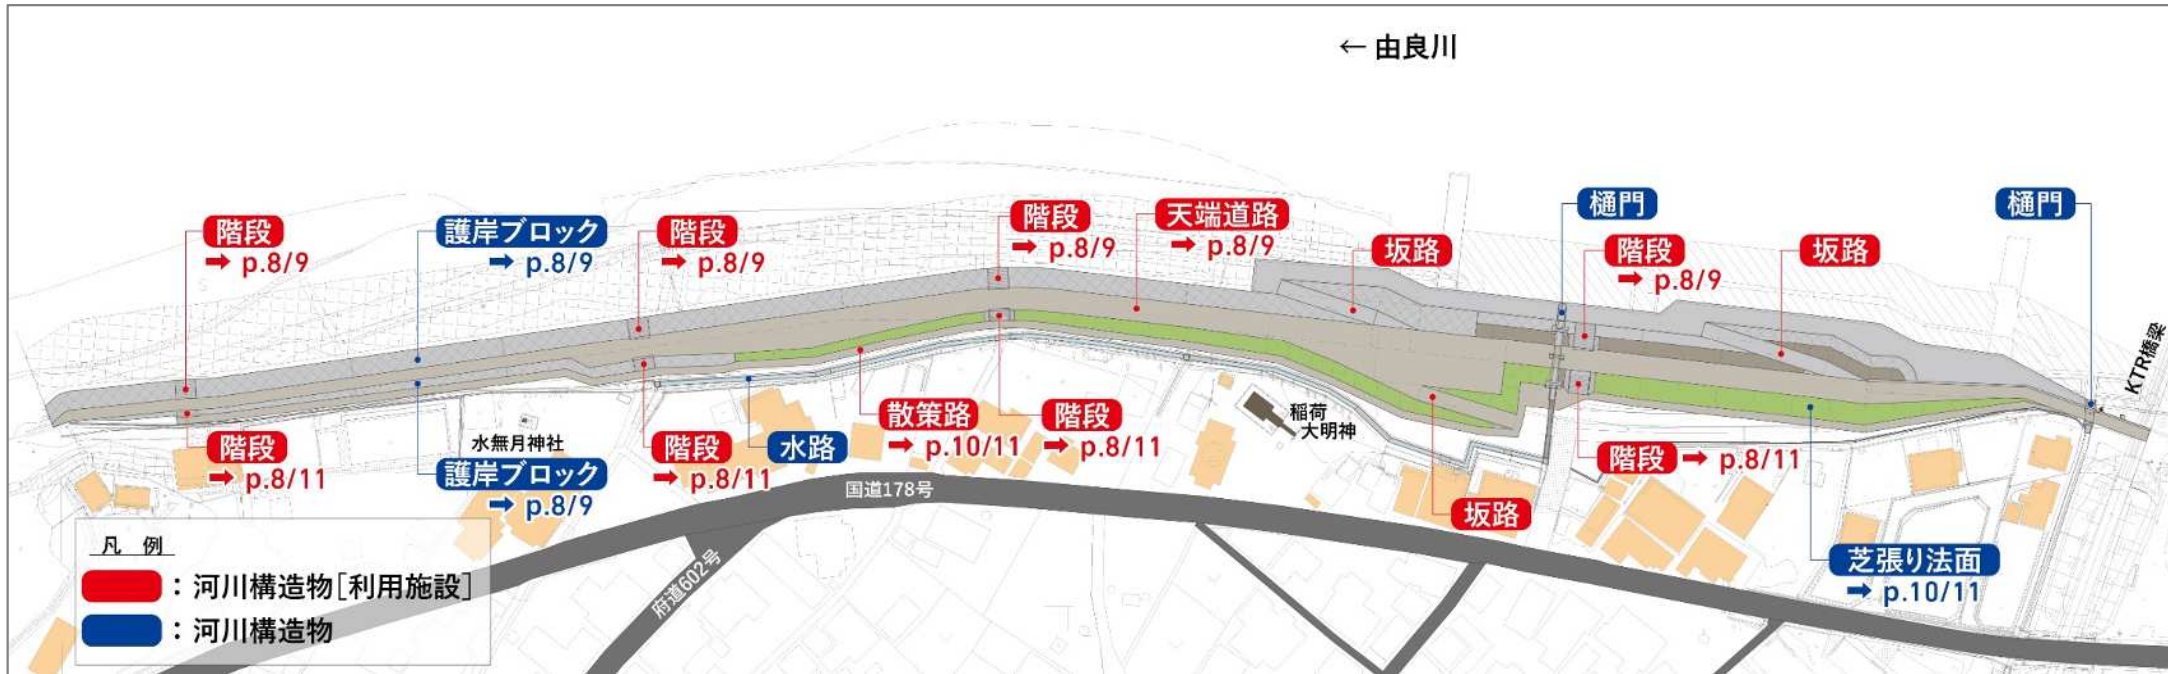 ← 由良川
階段
➡ p.8/9
護岸ブロック
➡ p.8/9
階段
➡ p.8/9
階段
➡ p.8/9
天端道路
➡ p.8/9
坂路
樋門
階段
➡ p.8/9
坂路
樋門
KTR橋梁
階段
➡ p.8/11
水無月神社
護岸ブロック
➡ p.8/9
階段
➡ p.8/11
水路
散策路
➡ p.10/11
階段
➡ p.8/11
稲荷
大明神
坂路
階段 ➡ p.8/11
芝張り法面
➡ p.10/11
国道178号
府道602号
凡 例
：河川構造物［利用施設］
：河川構造物